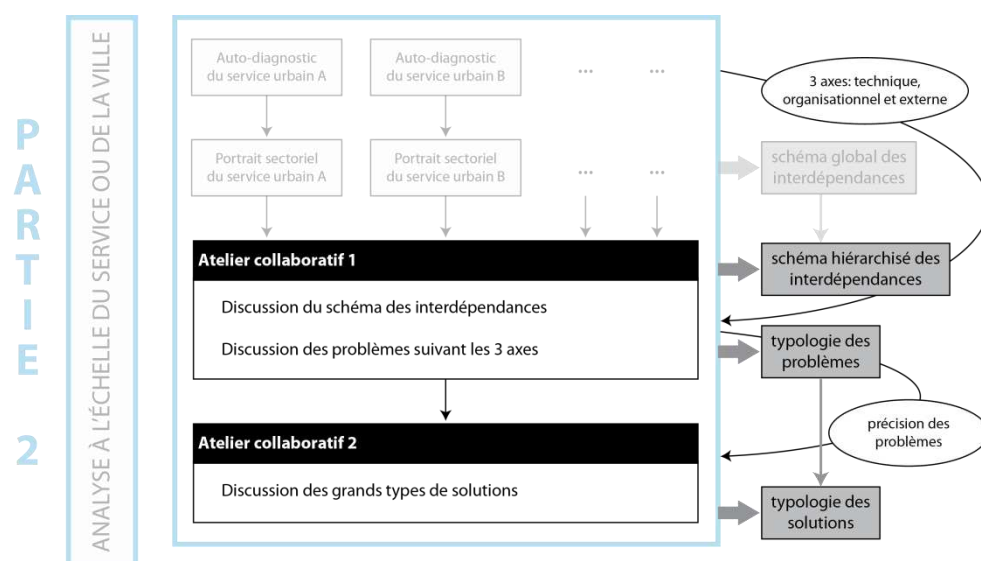 PARTIE 2
ANALYSE À L'ÉCHELLE DU SERVICE OU DE LA VILLE
Auto-diagnostic
du service urbain A
Auto-diagnostic
du service urbain B
...
...
3 axes: technique,
organisationnel et externe
Portrait sectoriel
du service urbain A
Portrait sectoriel
du service urbain B
...
...
schéma global des
interdépendances
Atelier collaboratif 1
Discussion du schéma des interdépendances
Discussion des problèmes suivant les 3 axes
schéma hiérarchisé des
interdépendances
typologie des
problèmes
précision des
problèmes
Atelier collaboratif 2
Discussion des grands types de solutions
typologie des
solutions